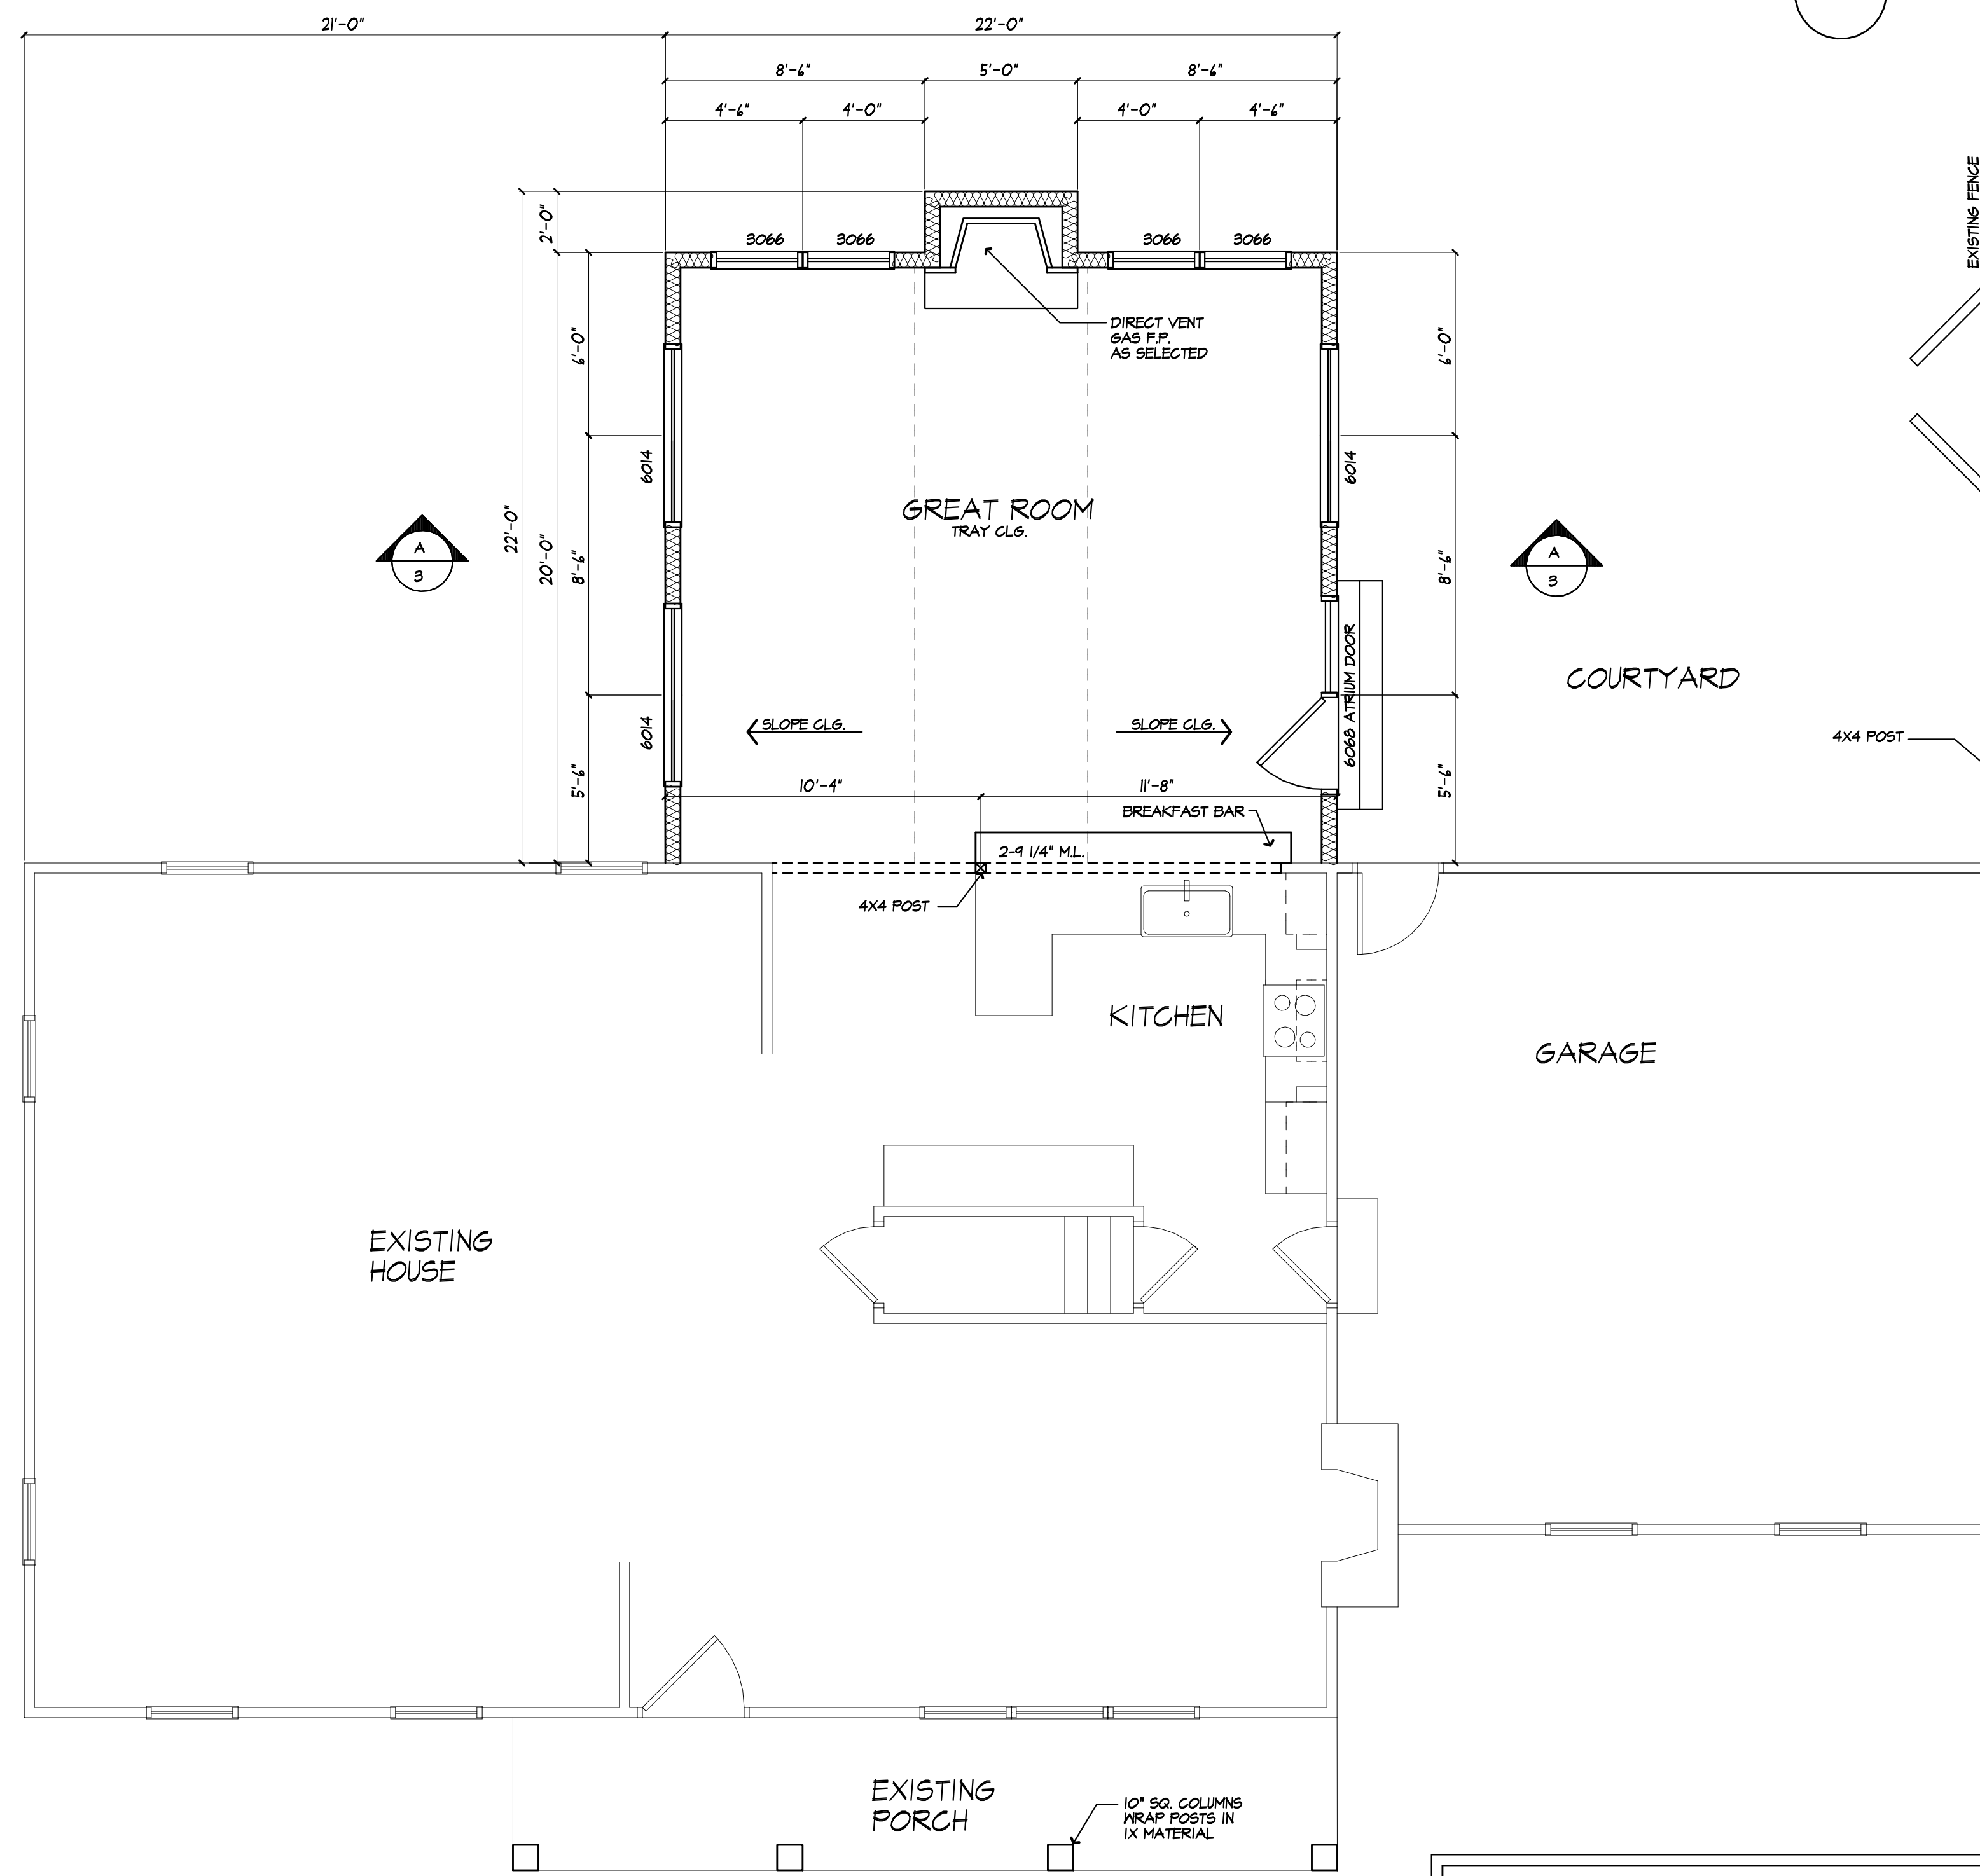 21'-0"
22'-0"
8'-6"
5'-0"
8'-6"
4'-6"
4'-0"
4'-0"
4'-6"
EXISTING FENCE
2'-0"
3066
3066
3066
3066
DIRECT VENT
GAS F.P.
AS SELECTED
6'-0"
6'-0"
6014
6014
GREAT ROOM
TRAY CLG.
22'-0"
20'-0"
8'-6"
8'-6"
A
3
A
3
6068 ATRIUM DOOR
COURTYARD
6014
SLOPE CLG.
SLOPE CLG.
4X4 POST
5'-6"
10'-4"
11'-8"
5'-6"
BREAKFAST BAR
2-9 1/4" M.L.
4X4 POST
KITCHEN
GARAGE
EXISTING
HOUSE
EXISTING
PORCH
10" SQ. COLUMNS
WRAP POSTS IN
1X MATERIAL